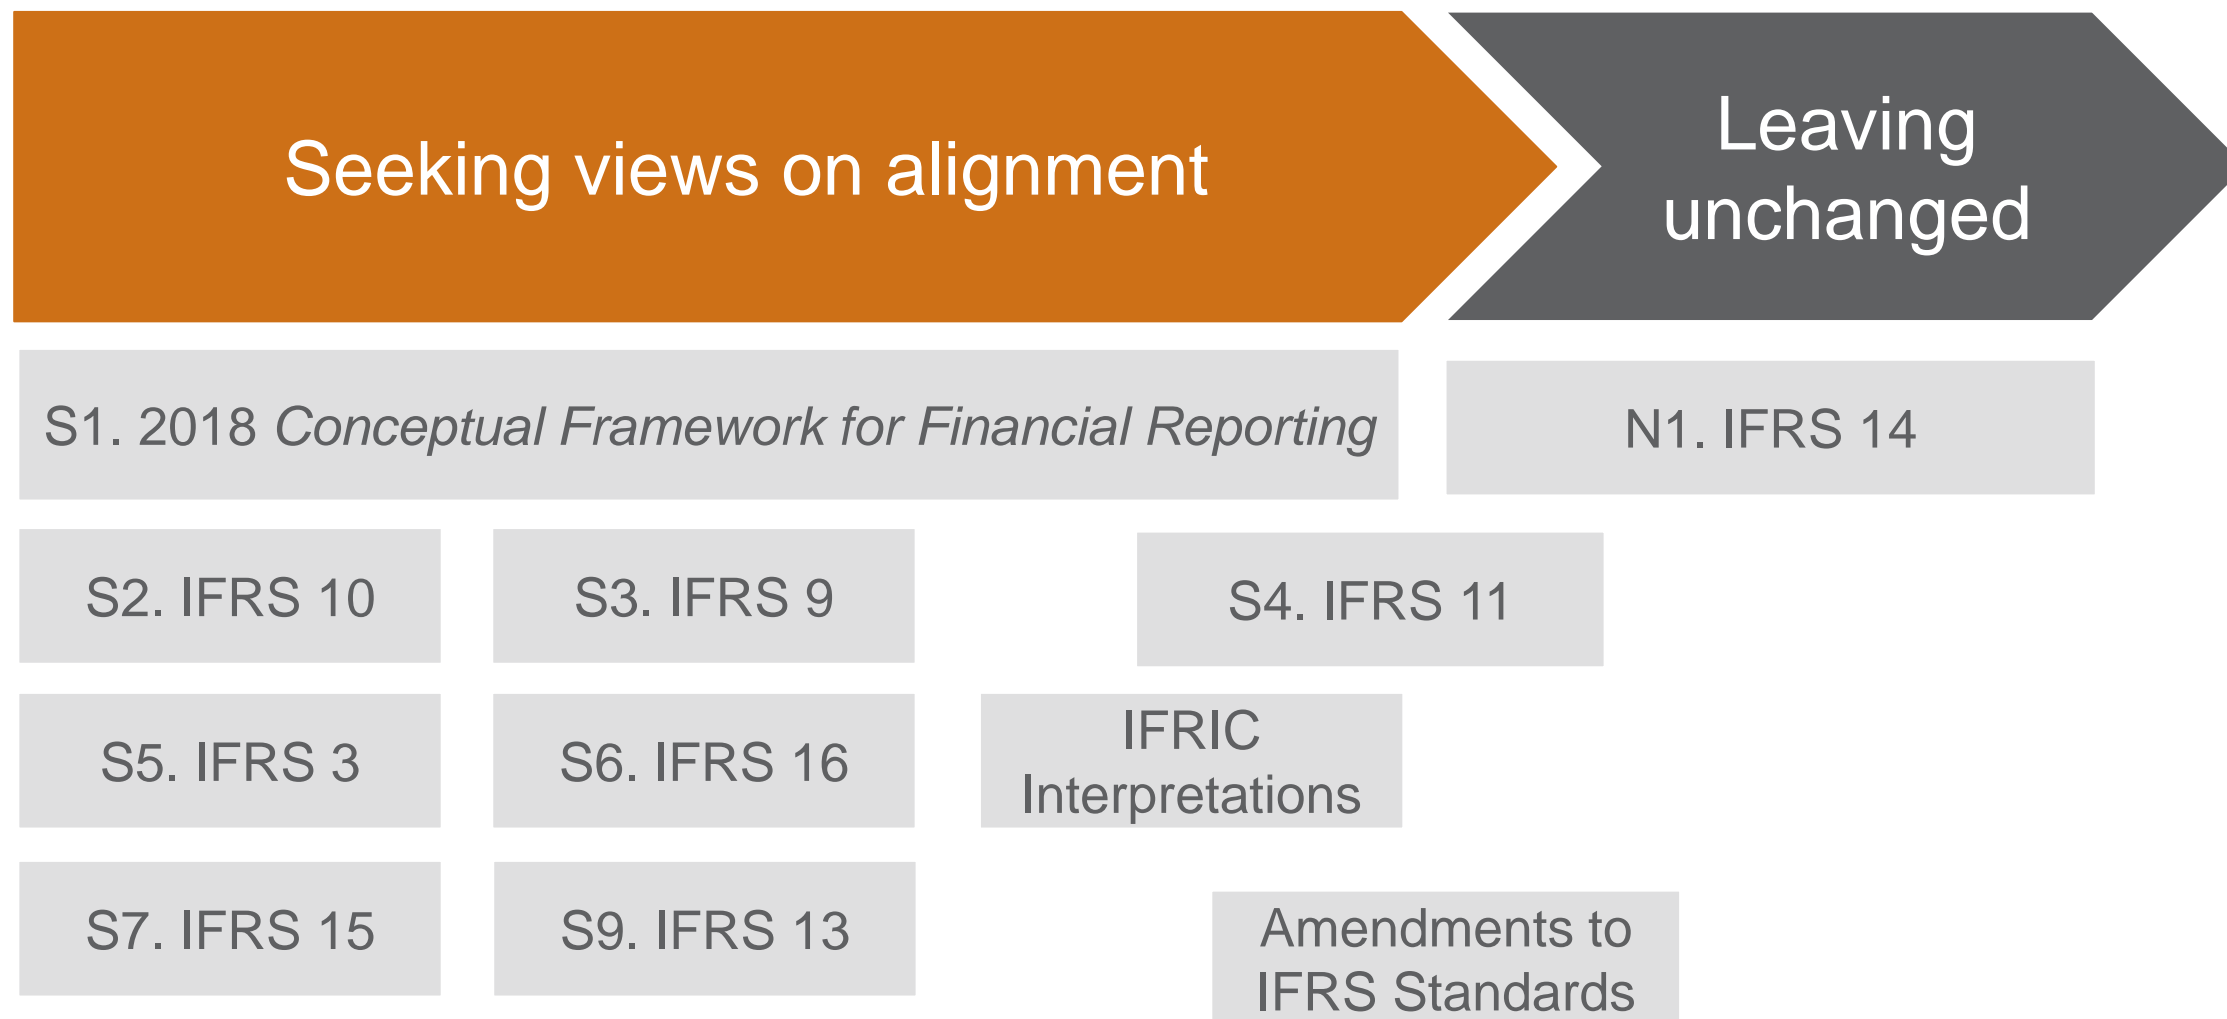 Seeking views on alignment
Leaving
unchanged
S1. 2018 Conceptual Framework for Financial Reporting
N1. IFRS 14
S2. IFRS 10
S3. IFRS 9
S4. IFRS 11
S5. IFRS 3
S6. IFRS 16
IFRIC
Interpretations
S7. IFRS 15
S9. IFRS 13
Amendments to
IFRS Standards